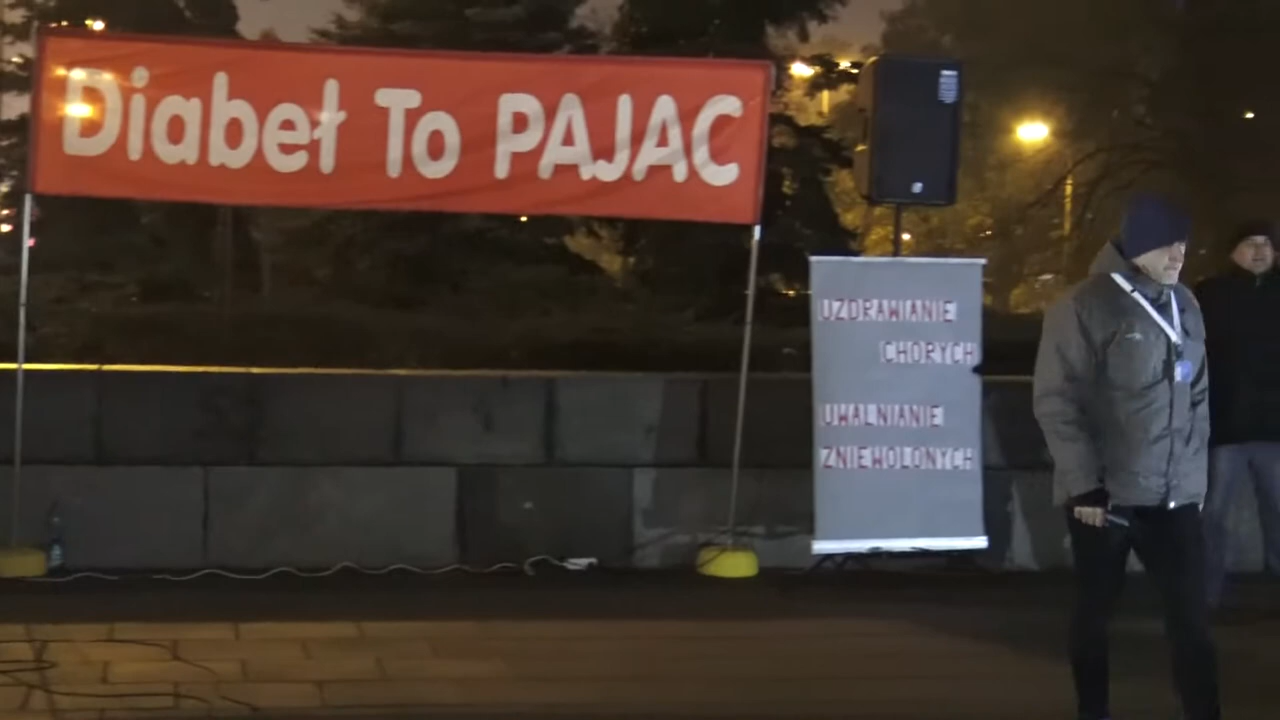 Diabeł To PAJAC
UZDRAWIANIE
CHORYCH
UWALNIANIE
ZNIEWOLONYCH